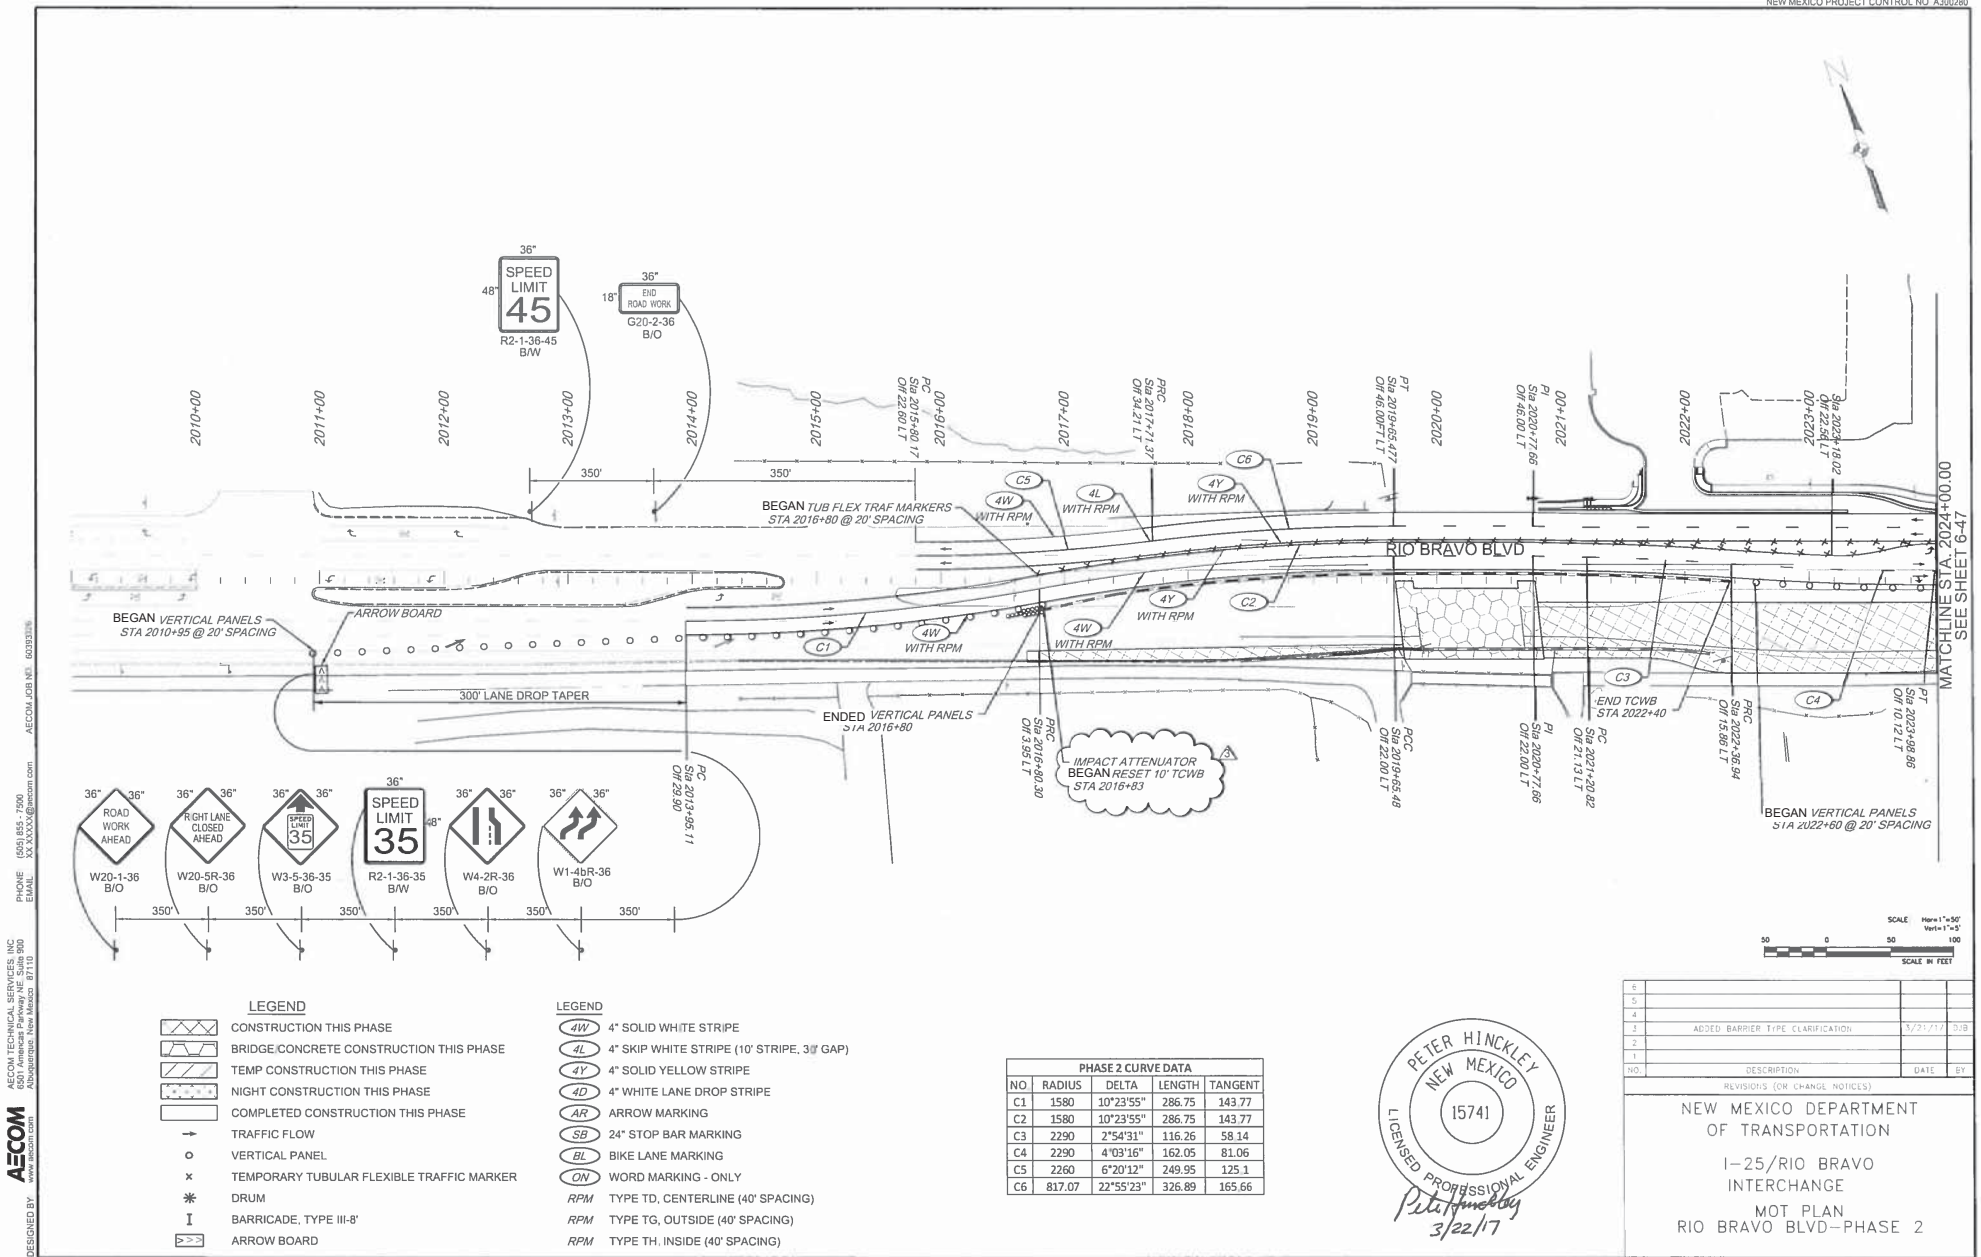 NEW MEXICO PROJECT CONTROL NO A300280
N
36"
SPEED
LIMIT
45
48"
R2-1-36-45
B/W
36"
END
ROAD WORK
18"
G20-2-36
B/O
2010+00
2011+00
2012+00
2013+00
2014+00
2015+00
PC
Sta 2015+80.17
Off 22.60 LT
2016+00
2017+00
PRC
Sta 2017+71.37
Off 34.21 LT
2018+00
2019+00
PT
Sta 2019+65.477
Off 46.00FT LT
2020+00
PI
Sta 2020+77.66
Off 46.00 LT
2021+00
2022+00
2023+00
Sta 2023+18.02
Off 22.56 LT
350'
350'
BEGAN TUB FLEX TRAF MARKERS
STA 2016+80 @ 20' SPACING
C5
4W
WITH RPM
4L
WITH RPM
C6
4Y
WITH RPM
RIO BRAVO BLVD
MATCHLINE STA. 2024+00.00
SEE SHEET 6-47
BEGAN VERTICAL PANELS
STA 2010+95 @ 20' SPACING
ARROW BOARD
C1
4W
WITH RPM
4W
WITH RPM
4Y
WITH RPM
C2
300' LANE DROP TAPER
ENDED VERTICAL PANELS
STA 2016+80
C3
END TCWB
STA 2022+40
C4
PC
Sta 2013+95.11
Off 29.90
PRC
Sta 2016+80.30
Off 3.95 LT
IMPACT ATTENUATOR
BEGAN RESET 10' TCWB
STA 2016+83
3
PCC
Sta 2019+65.48
Off 22.00 LT
PI
Sta 2020+77.66
Off 22.00 LT
PC
Sta 2021+20.82
Off 21.13 LT
PRC
Sta 2022+36.94
Off 15.86 LT
PT
Sta 2023+98.86
Off 10.12 LT
BEGAN VERTICAL PANELS
STA 2022+60 @ 20' SPACING
36" 36"
ROAD
WORK
AHEAD
W20-1-36
B/O
36" 36"
RIGHT LANE
CLOSED
AHEAD
W20-5R-36
B/O
36" 36"
SPEED
LIMIT
35
W3-5-36-35
B/O
36"
SPEED
LIMIT
35
48"
R2-1-36-35
B/W
36" 36"
W4-2R-36
B/O
36" 36"
W1-4bR-36
B/O
350' 350' 350' 350' 350' 350'
LEGEND
CONSTRUCTION THIS PHASE
BRIDGE/CONCRETE CONSTRUCTION THIS PHASE
TEMP CONSTRUCTION THIS PHASE
NIGHT CONSTRUCTION THIS PHASE
COMPLETED CONSTRUCTION THIS PHASE
TRAFFIC FLOW
VERTICAL PANEL
TEMPORARY TUBULAR FLEXIBLE TRAFFIC MARKER
DRUM
BARRICADE, TYPE III-8'
ARROW BOARD
LEGEND
4W 4" SOLID WHITE STRIPE
4L 4" SKIP WHITE STRIPE (10' STRIPE, 30' GAP)
4Y 4" SOLID YELLOW STRIPE
4D 4" WHITE LANE DROP STRIPE
AR ARROW MARKING
SB 24" STOP BAR MARKING
BL BIKE LANE MARKING
ON WORD MARKING - ONLY
RPM TYPE TD, CENTERLINE (40' SPACING)
RPM TYPE TG, OUTSIDE (40' SPACING)
RPM TYPE TH, INSIDE (40' SPACING)
PHASE 2 CURVE DATA
NO. RADIUS DELTA LENGTH TANGENT
C1 1580 10°23'55" 286.75 143.77
C2 1580 10°23'55" 286.75 143.77
C3 2290 2°54'31" 116.26 58.14
C4 2290 4°03'16" 162.05 81.06
C5 2260 6°20'12" 249.95 125.1
C6 817.07 22°55'23" 326.89 165.66
PETER HINCKLEY
NEW MEXICO
15741
LICENSED PROFESSIONAL ENGINEER
Pete Hinckley
3/22/17
SCALE Hor=1"=50'
Vert=1"=5'
50 0 50 100
SCALE IN FEET
6
5
4
3 ADDED BARRIER TYPE CLARIFICATION 3/21/17 DJB
2
1
NO. DESCRIPTION DATE BY
REVISIONS (OR CHANGE NOTICES)
NEW MEXICO DEPARTMENT
OF TRANSPORTATION
I-25/RIO BRAVO
INTERCHANGE
MOT PLAN
RIO BRAVO BLVD-PHASE 2
DESIGNED BY
AECOM
www.aecom.com
AECOM TECHNICAL SERVICES, INC
6501 Americas Parkway NE, Suite 900
Albuquerque, New Mexico 87110
PHONE (505) 855 - 7500
EMAIL XX XXXXX@aecom.com
AECOM JOB NO. 60393326